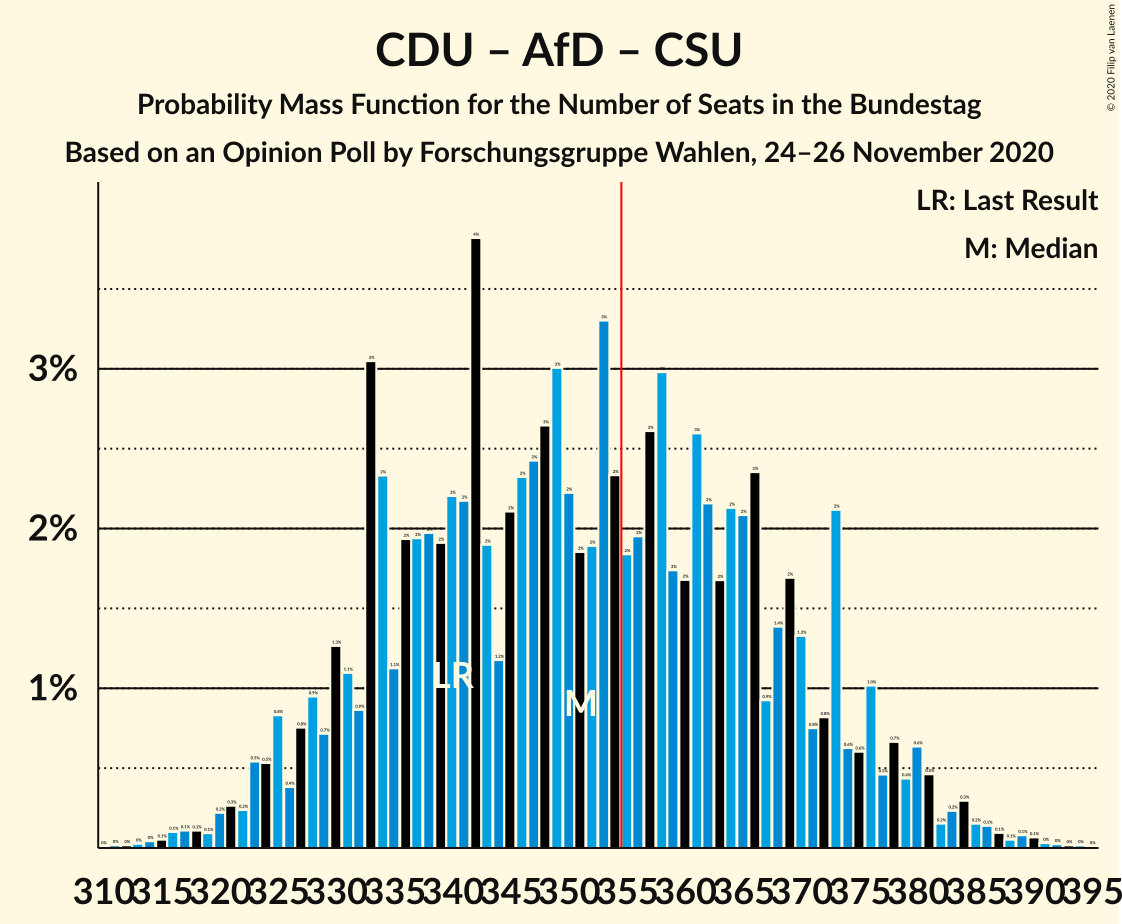 CDU – AfD – CSU
Probability Mass Function for the Number of Seats in the Bundestag
Based on an Opinion Poll by Forschungsgruppe Wahlen, 24–26 November 2020
© 2020 Filip van Laenen
LR: Last Result
M: Median
3%
2%
1%
LR
M
310 315 320 325 330 335 340 345 350 355 360 365 370 375 380 385 390 395